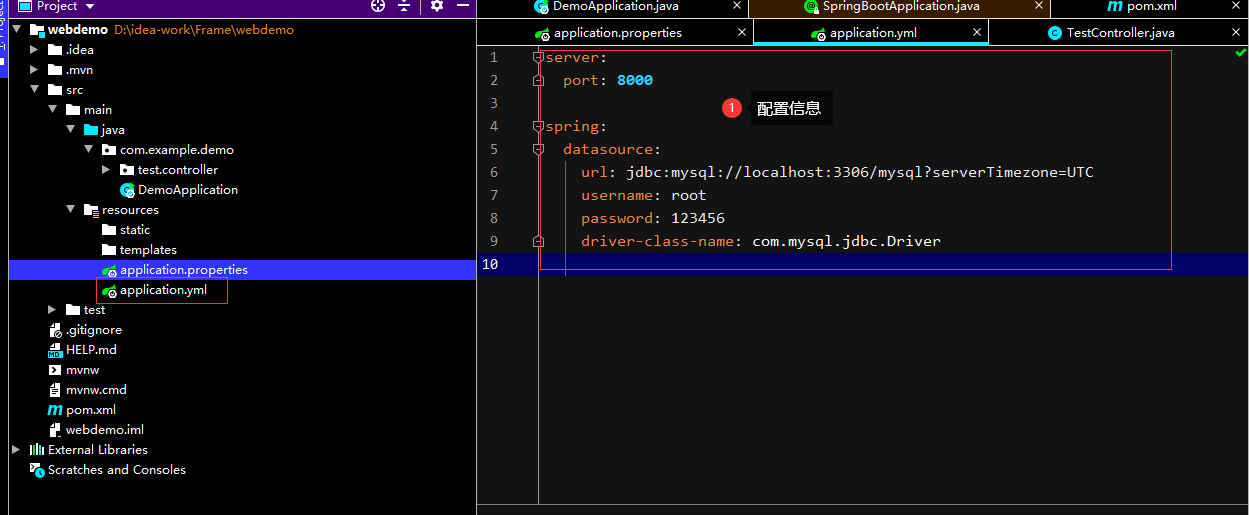 Project
webdemo D:\idea-work\Frame\webdemo
.idea
.mvn
src
main
java
com.example.demo
test.controller
DemoApplication
resources
static
templates
application.properties
application.yml
test
.gitignore
HELP.md
mvnw
mvnw.cmd
pom.xml
webdemo.iml
External Libraries
Scratches and Consoles
DemoApplication.java
SpringBootApplication.java
pom.xml
application.properties
application.yml
TestController.java
1 server:
2 port: 8000
3
1 配置信息
4 spring:
5 datasource:
6 url: jdbc:mysql://localhost:3306/mysql?serverTimezone=UTC
7 username: root
8 password: 123456
9 driver-class-name: com.mysql.jdbc.Driver
10